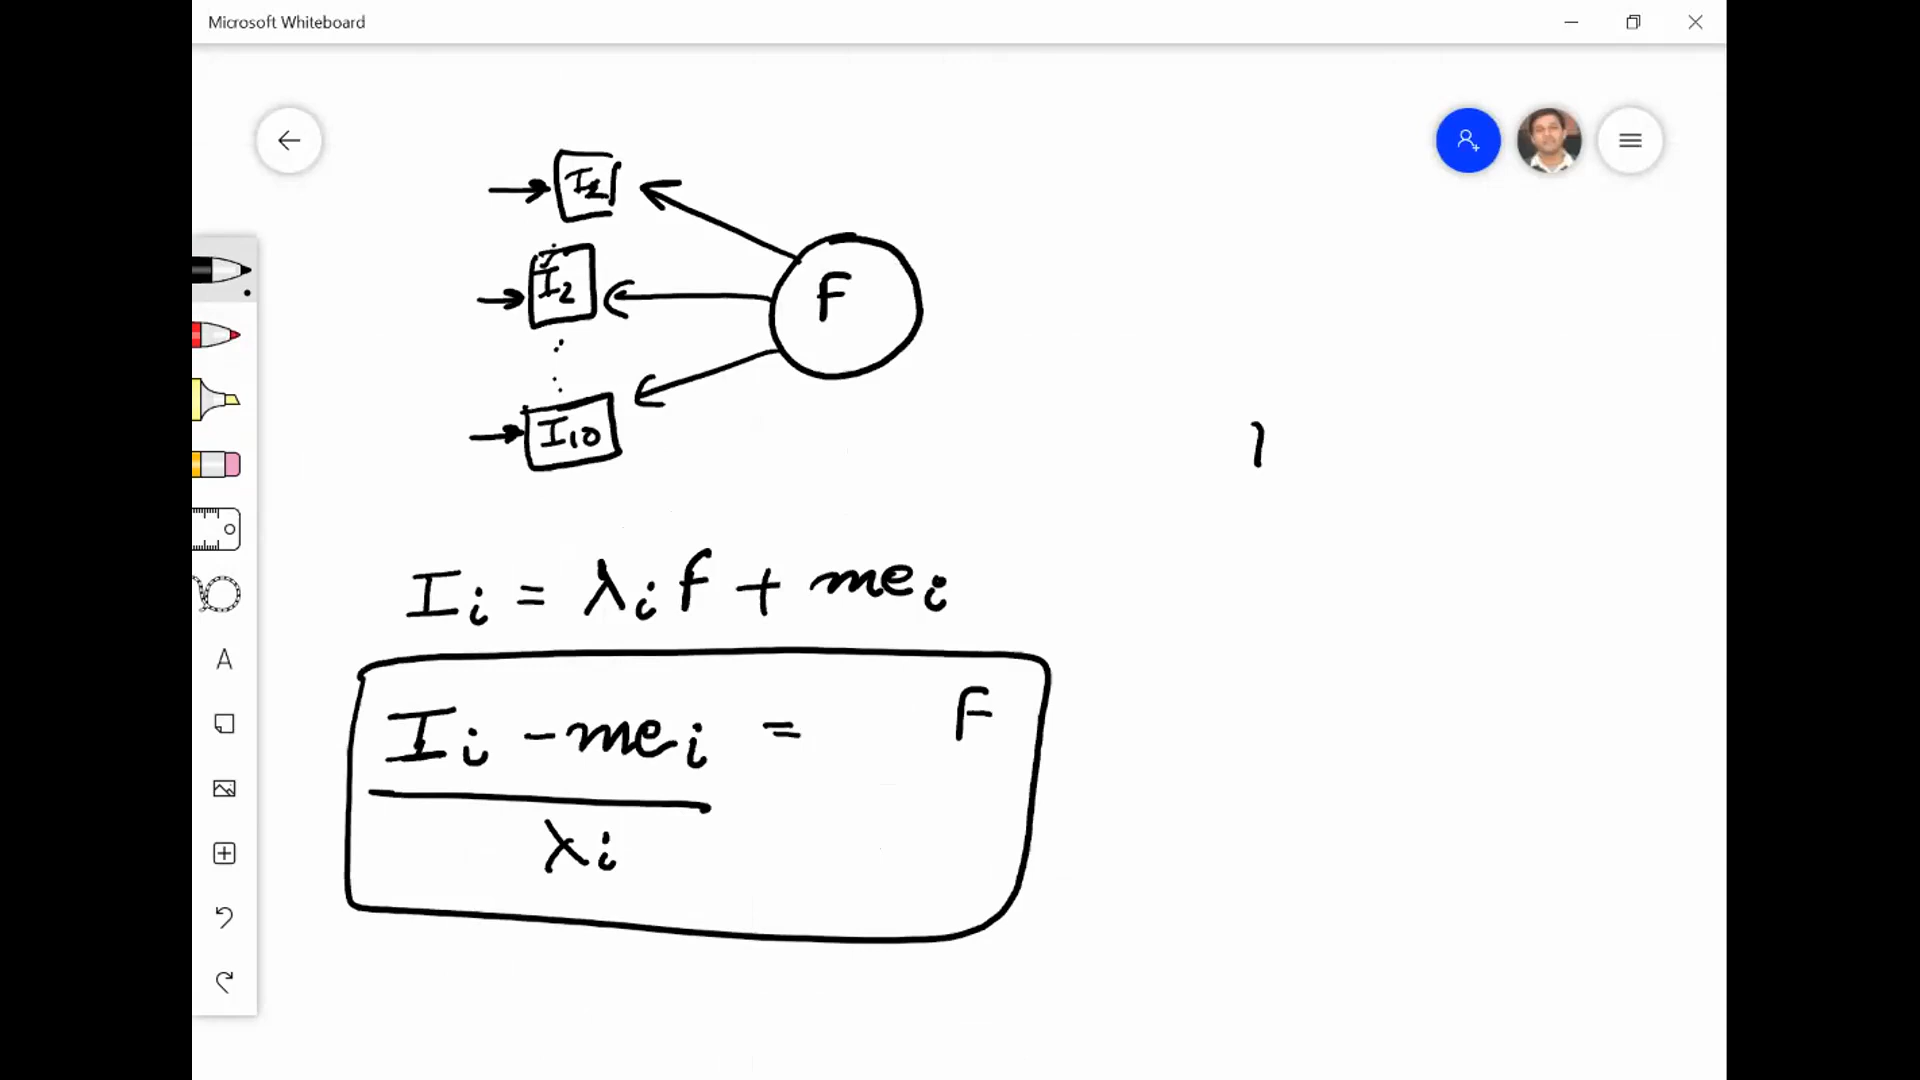 Microsoft Whiteboard
I1
F
I2
I10
Ii = λi f + mei
Ii - mei = F
λi
A